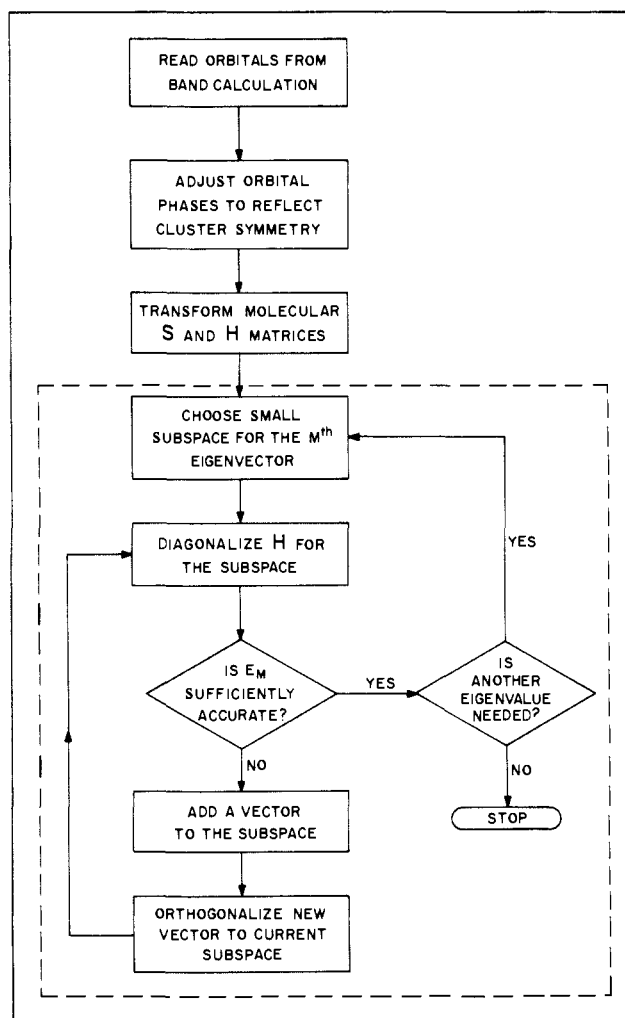 READ ORBITALS FROM
BAND CALCULATION
ADJUST ORBITAL
PHASES TO REFLECT
CLUSTER SYMMETRY
TRANSFORM MOLECULAR
S AND H MATRICES
CHOOSE SMALL
SUBSPACE FOR THE Mth
EIGENVECTOR
DIAGONALIZE H FOR
THE SUBSPACE
YES
IS EM
SUFFICIENTLY
ACCURATE?
YES
IS
ANOTHER
EIGENVALUE
NEEDED?
NO
NO
ADD A VECTOR
TO THE SUBSPACE
STOP
ORTHOGONALIZE NEW
VECTOR TO CURRENT
SUBSPACE